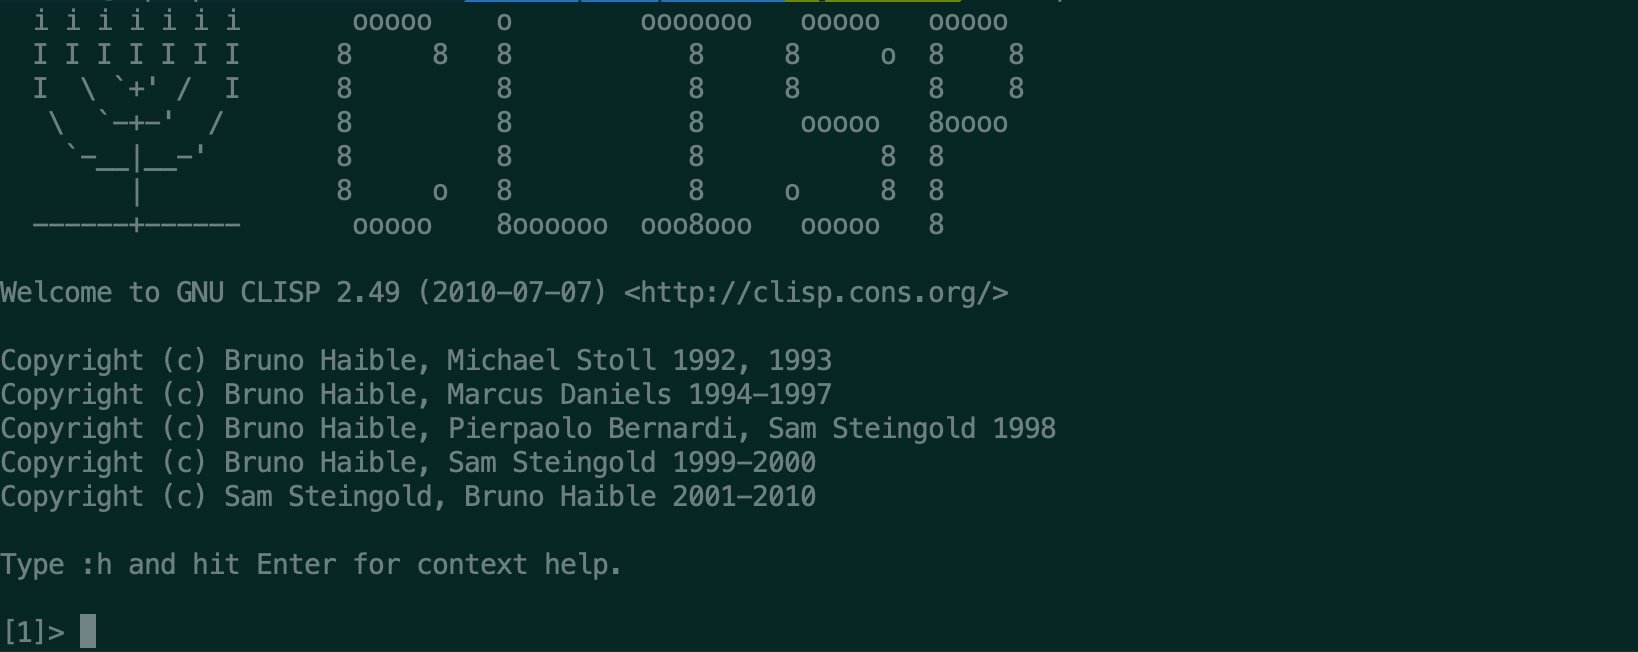 i i i i i i i       ooooo    o        ooooooo   ooooo   ooooo
  I I I I I I I      8     8   8           8     8     o  8    8
  I  \ `+' /  I      8         8           8     8        8    8
   \  `-+-'  /       8         8           8      ooooo   8oooo
    `-__|__-'        8         8           8           8  8
        |            8     o   8           8     o     8  8
  ------+------       ooooo    8oooooo  ooo8ooo   ooooo   8

Welcome to GNU CLISP 2.49 (2010-07-07) <http://clisp.cons.org/>

Copyright (c) Bruno Haible, Michael Stoll 1992, 1993
Copyright (c) Bruno Haible, Marcus Daniels 1994-1997
Copyright (c) Bruno Haible, Pierpaolo Bernardi, Sam Steingold 1998
Copyright (c) Bruno Haible, Sam Steingold 1999-2000
Copyright (c) Sam Steingold, Bruno Haible 2001-2010

Type :h and hit Enter for context help.

[1]>